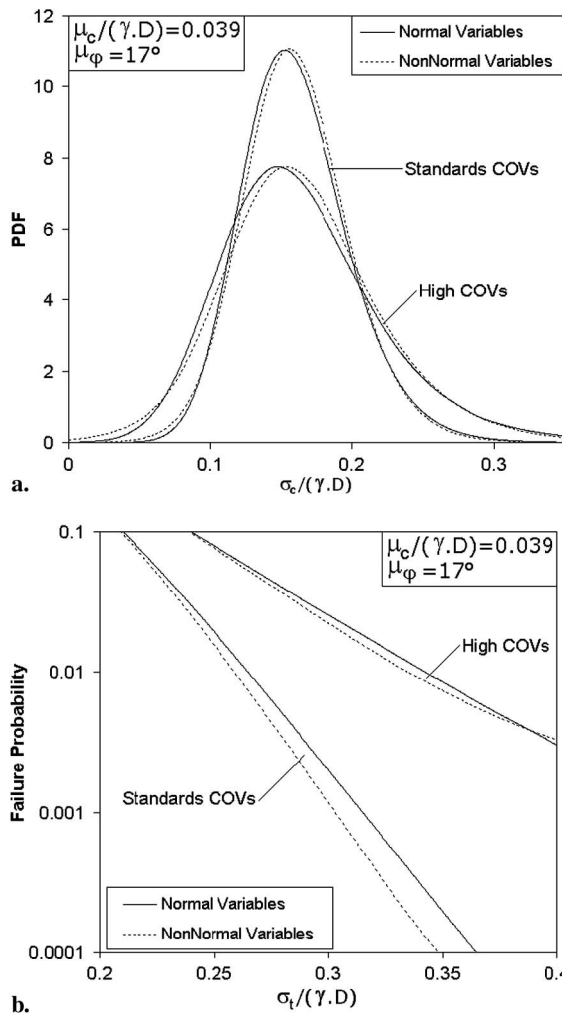 μc/(γ.D)=0.039
μφ=17°
Normal Variables
NonNormal Variables
12
10
8
6
4
2
0
PDF
Standards COVs
High COVs
0
0.1
0.2
0.3
σc/(γ.D)
a.
0.1
0.01
0.001
0.0001
Failure Probability
μc/(γ.D)=0.039
μφ=17°
High COVs
Standards COVs
Normal Variables
NonNormal Variables
0.2
0.25
0.3
0.35
0.4
σt/(γ.D)
b.